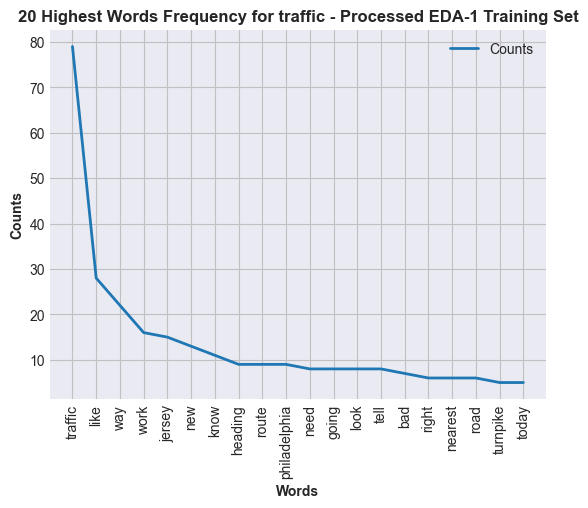 20 Highest Words Frequency for traffic - Processed EDA-1 Training Set
Counts
80
70
60
50
40
30
20
10
Counts
traffic
like
way
work
jersey
new
know
heading
route
philadelphia
need
going
look
tell
bad
right
nearest
road
turnpike
today
Words